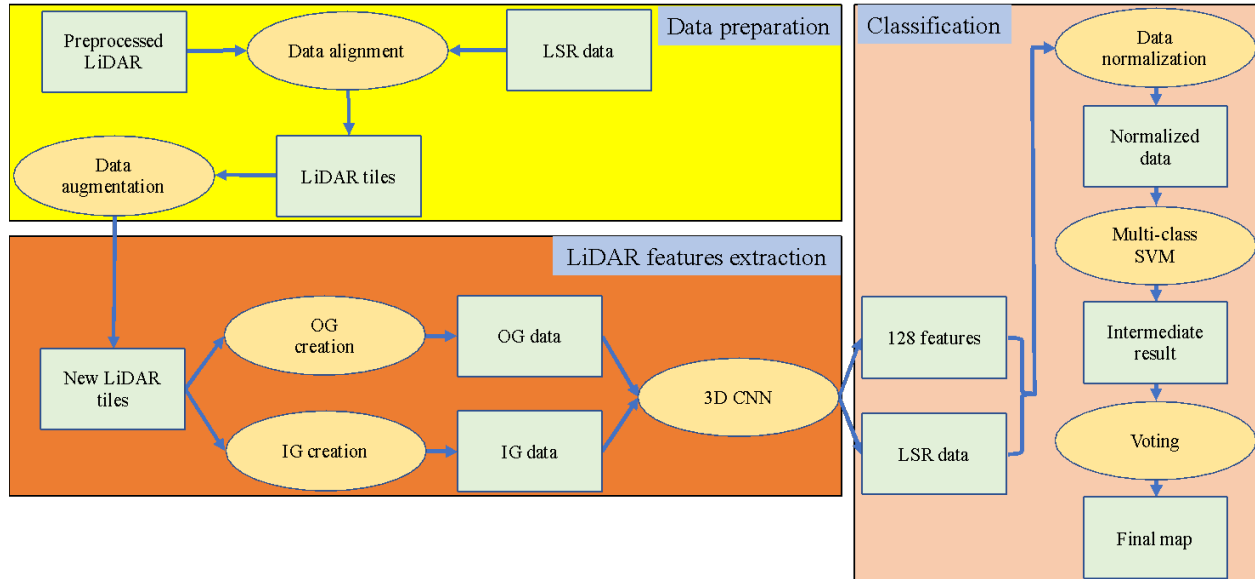 Data preparation
Preprocessed
LiDAR
Data alignment
LSR data
Data
augmentation
LiDAR tiles
LiDAR features extraction
New LiDAR
tiles
OG
creation
OG data
IG creation
IG data
3D CNN
Classification
128 features
LSR data
Data
normalization
Normalized
data
Multi-class
SVM
Intermediate
result
Voting
Final map